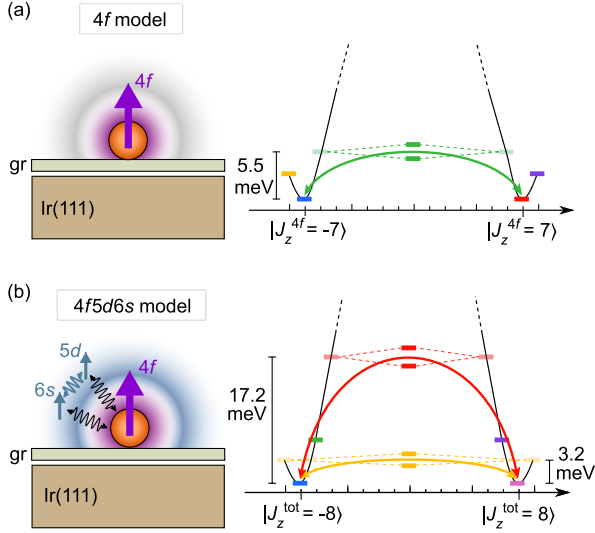 (a)
4f model
4f
gr
Ir(111)
5.5
meV
|J_z^4f = -7⟩
|J_z^4f = 7⟩
(b)
4f5d6s model
5d
4f
6s
gr
Ir(111)
17.2
meV
3.2
meV
|J_z^tot = -8⟩
|J_z^tot = 8⟩